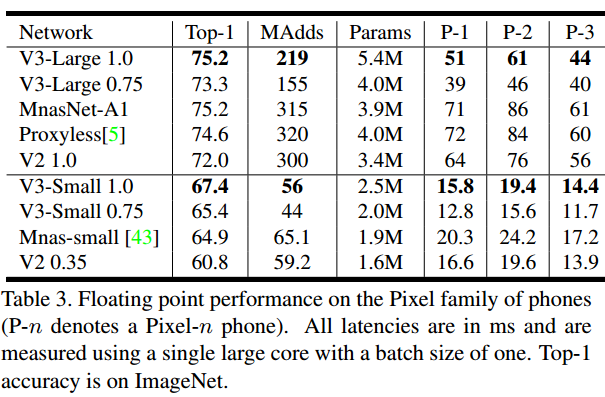 Network Top-1 MAdds Params P-1 P-2 P-3
V3-Large 1.0 75.2 219 5.4M 51 61 44
V3-Large 0.75 73.3 155 4.0M 39 46 40
MnasNet-A1 75.2 315 3.9M 71 86 61
Proxyless[5] 74.6 320 4.0M 72 84 60
V2 1.0 72.0 300 3.4M 64 76 56
V3-Small 1.0 67.4 56 2.5M 15.8 19.4 14.4
V3-Small 0.75 65.4 44 2.0M 12.8 15.6 11.7
Mnas-small [43] 64.9 65.1 1.9M 20.3 24.2 17.2
V2 0.35 60.8 59.2 1.6M 16.6 19.6 13.9
Table 3. Floating point performance on the Pixel family of phones
(P-n denotes a Pixel-n phone). All latencies are in ms and are
measured using a single large core with a batch size of one. Top-1
accuracy is on ImageNet.